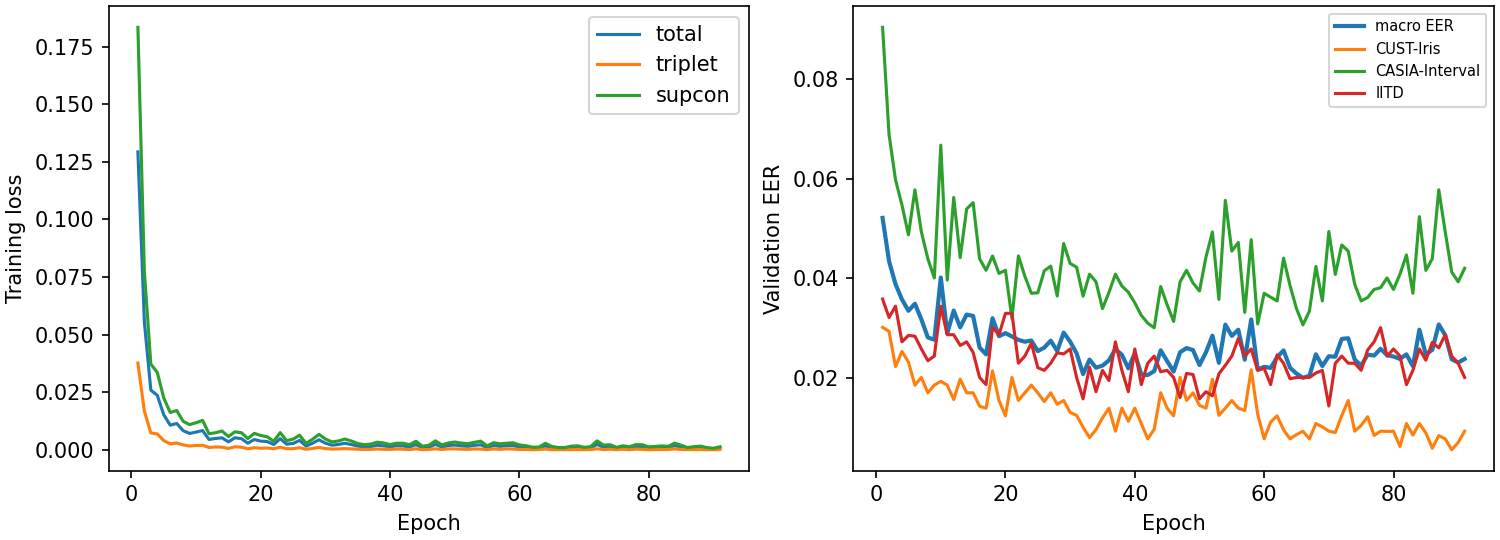 Training loss
0.175
0.150
0.125
0.100
0.075
0.050
0.025
0.000
total
triplet
supcon
0 20 40 60 80
Epoch
Validation EER
0.08
0.06
0.04
0.02
macro EER
CUST-Iris
CASIA-Interval
IITD
0 20 40 60 80
Epoch